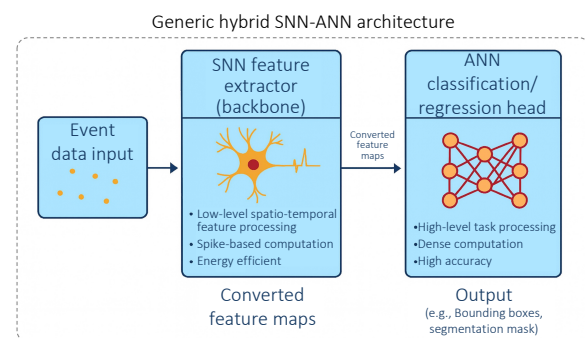 Generic hybrid SNN-ANN architecture
Event
data input
SNN feature
extractor
(backbone)
• Low-level spatio-temporal
feature processing
• Spike-based computation
• Energy efficient
Converted
feature maps
Converted
feature
maps
ANN
classification/
regression head
•High-level task processing
•Dense computation
•High accuracy
Output
(e.g., Bounding boxes,
segmentation mask)